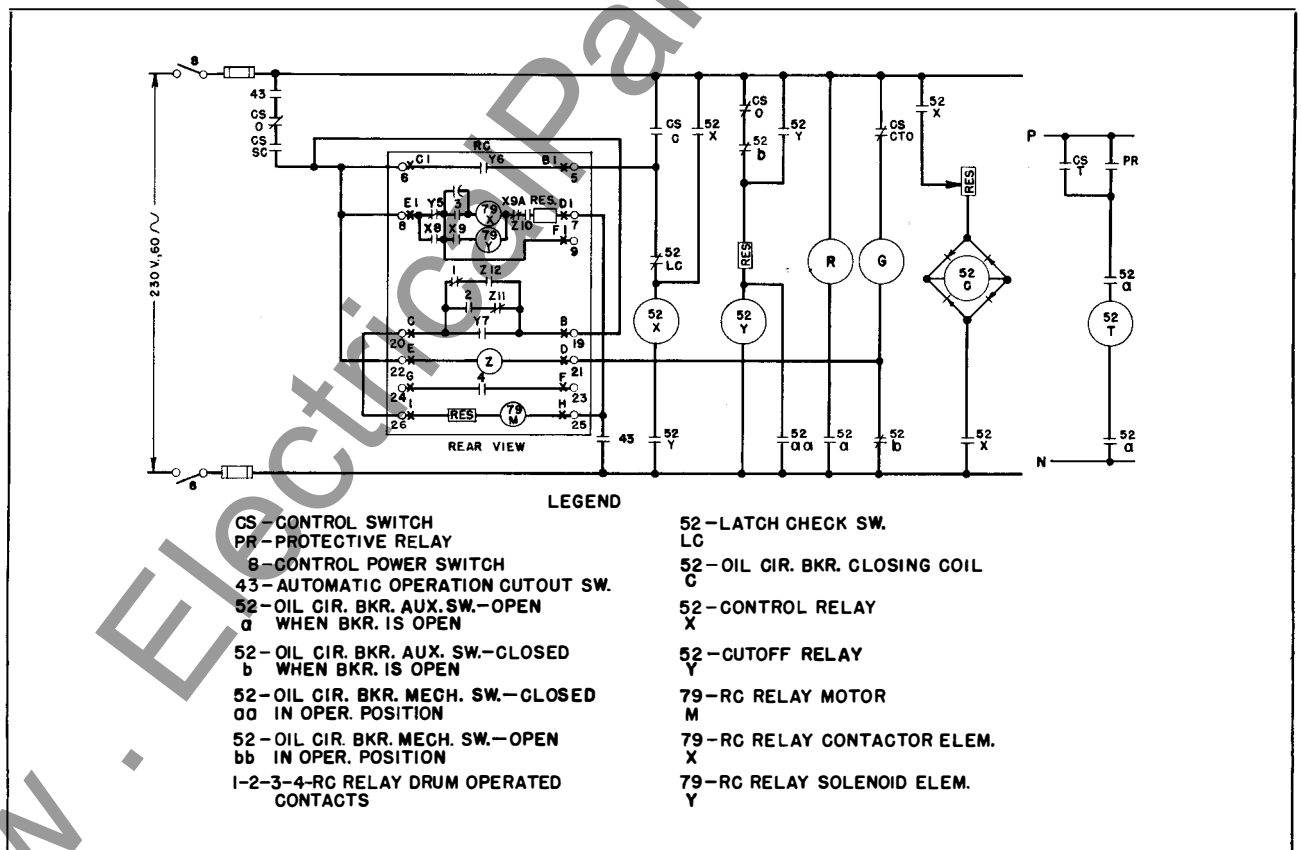 8
43
CS
O
CS
SC
230 V., 60 ~
RC
C1
Y6
B1
6
5
E1
Y5
3
79
X
X9A
RES.
D1
8
X8
X9
79
Y
Z10
F
7
9
1
Z12
2
Z11
C
Y7
B
20
19
E
Z
D
22
21
G
4
F
24
23
I
RES
79
M
H
26
25
REAR VIEW
43
8
CS
C
52
X
52
LC
52
X
52
Y
CS
O
52
b
52
Y
RES
52
Y
52
aa
R
52
a
CS
CTO
G
52
b
52
X
RES
52
C
52
X
P
CS
T
PR
52
a
52
T
52
a
N
LEGEND
CS-CONTROL SWITCH
PR-PROTECTIVE RELAY
8-CONTROL POWER SWITCH
43-AUTOMATIC OPERATION CUTOUT SW.
52-OIL CIR. BKR. AUX.SW.-OPEN
a WHEN BKR. IS OPEN
52-OIL CIR. BKR. AUX. SW.-CLOSED
b WHEN BKR. IS OPEN
52-OIL CIR. BKR. MECH. SW.-CLOSED
aa IN OPER. POSITION
52-OIL CIR. BKR. MECH. SW.-OPEN
bb IN OPER. POSITION
1-2-3-4-RC RELAY DRUM OPERATED
CONTACTS
52-LATCH CHECK SW.
LC
52-OIL CIR. BKR. CLOSING COIL
C
52-CONTROL RELAY
X
52-CUTOFF RELAY
Y
79-RC RELAY MOTOR
M
79-RC RELAY CONTACTOR ELEM.
X
79-RC RELAY SOLENOID ELEM.
Y
w . ElectricalPar